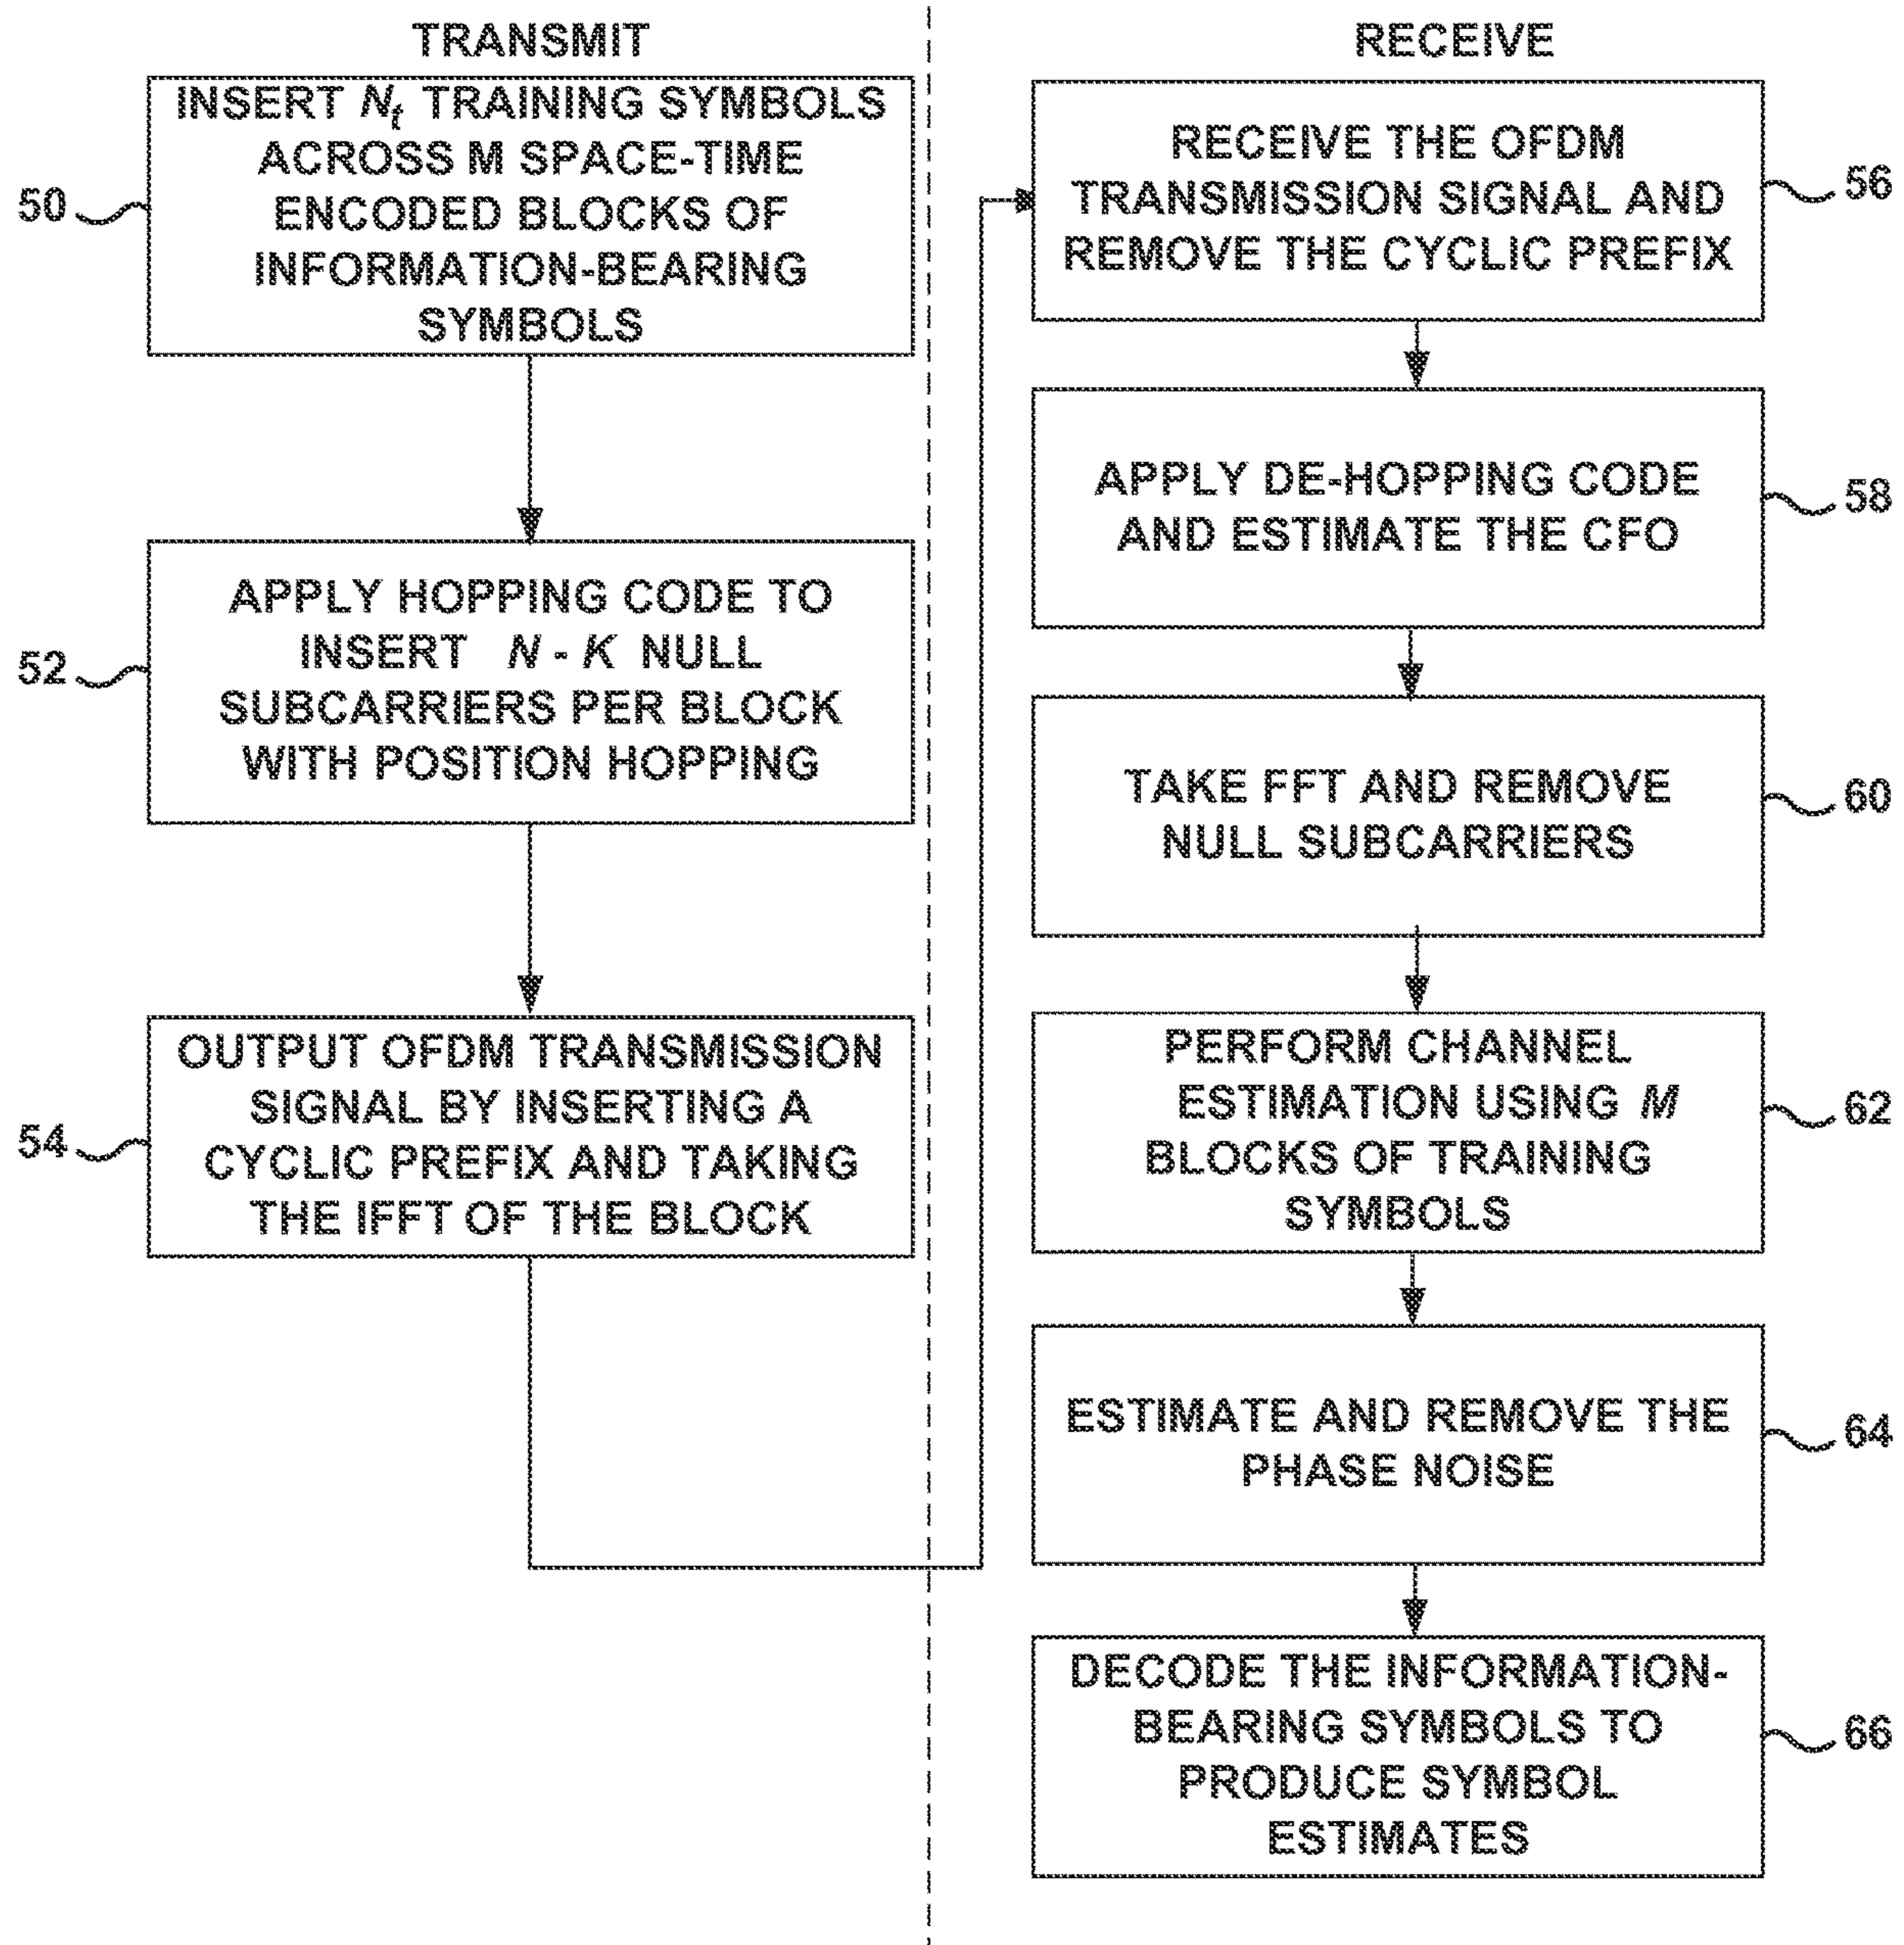 TRANSMIT
INSERT Nt TRAINING SYMBOLS
ACROSS M SPACE-TIME
ENCODED BLOCKS OF
INFORMATION-BEARING
SYMBOLS
50
APPLY HOPPING CODE TO
INSERT N - K NULL
SUBCARRIERS PER BLOCK
WITH POSITION HOPPING
52
OUTPUT OFDM TRANSMISSION
SIGNAL BY INSERTING A
CYCLIC PREFIX AND TAKING
THE IFFT OF THE BLOCK
54
RECEIVE
RECEIVE THE OFDM
TRANSMISSION SIGNAL AND
REMOVE THE CYCLIC PREFIX
56
APPLY DE-HOPPING CODE
AND ESTIMATE THE CFO
58
TAKE FFT AND REMOVE
NULL SUBCARRIERS
60
PERFORM CHANNEL
ESTIMATION USING M
BLOCKS OF TRAINING
SYMBOLS
62
ESTIMATE AND REMOVE THE
PHASE NOISE
64
DECODE THE INFORMATION-
BEARING SYMBOLS TO
PRODUCE SYMBOL
ESTIMATES
66